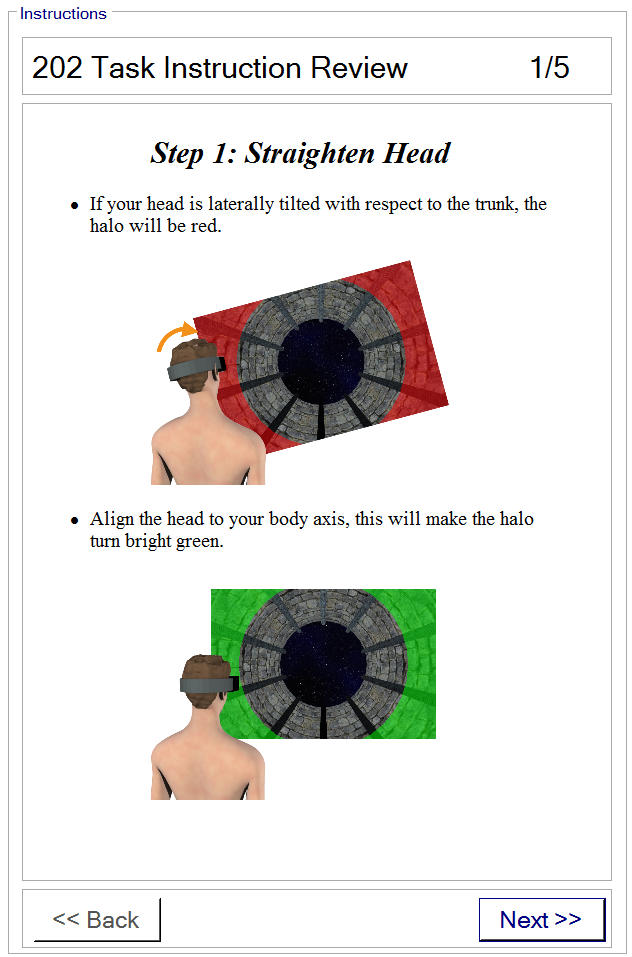 Instructions
202 Task Instruction Review 1/5
Step 1: Straighten Head
• If your head is laterally tilted with respect to the trunk, the
halo will be red.
• Align the head to your body axis, this will make the halo
turn bright green.
<< Back Next >>